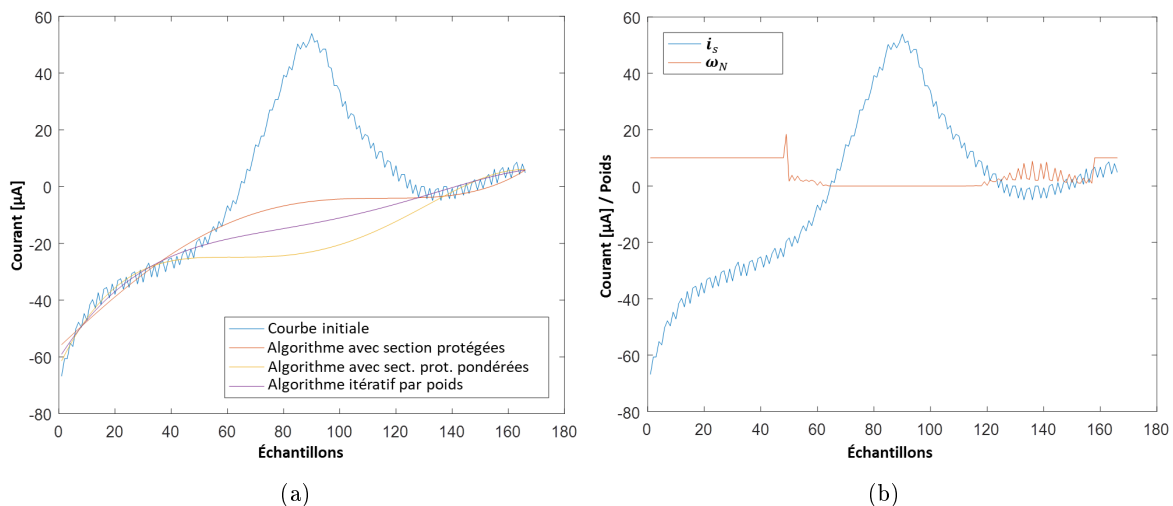 60
40
20
0
-20
-40
-60
-80
0 20 40 60 80 100 120 140 160 180
Courant [µA]
Échantillons
Courbe initiale
Algorithme avec section protégées
Algorithme avec sect. prot. pondérées
Algorithme itératif par poids
(a)
60
40
20
0
-20
-40
-60
-80
0 20 40 60 80 100 120 140 160 180
Courant [µA] / Poids
Échantillons
i_s
ω_N
(b)